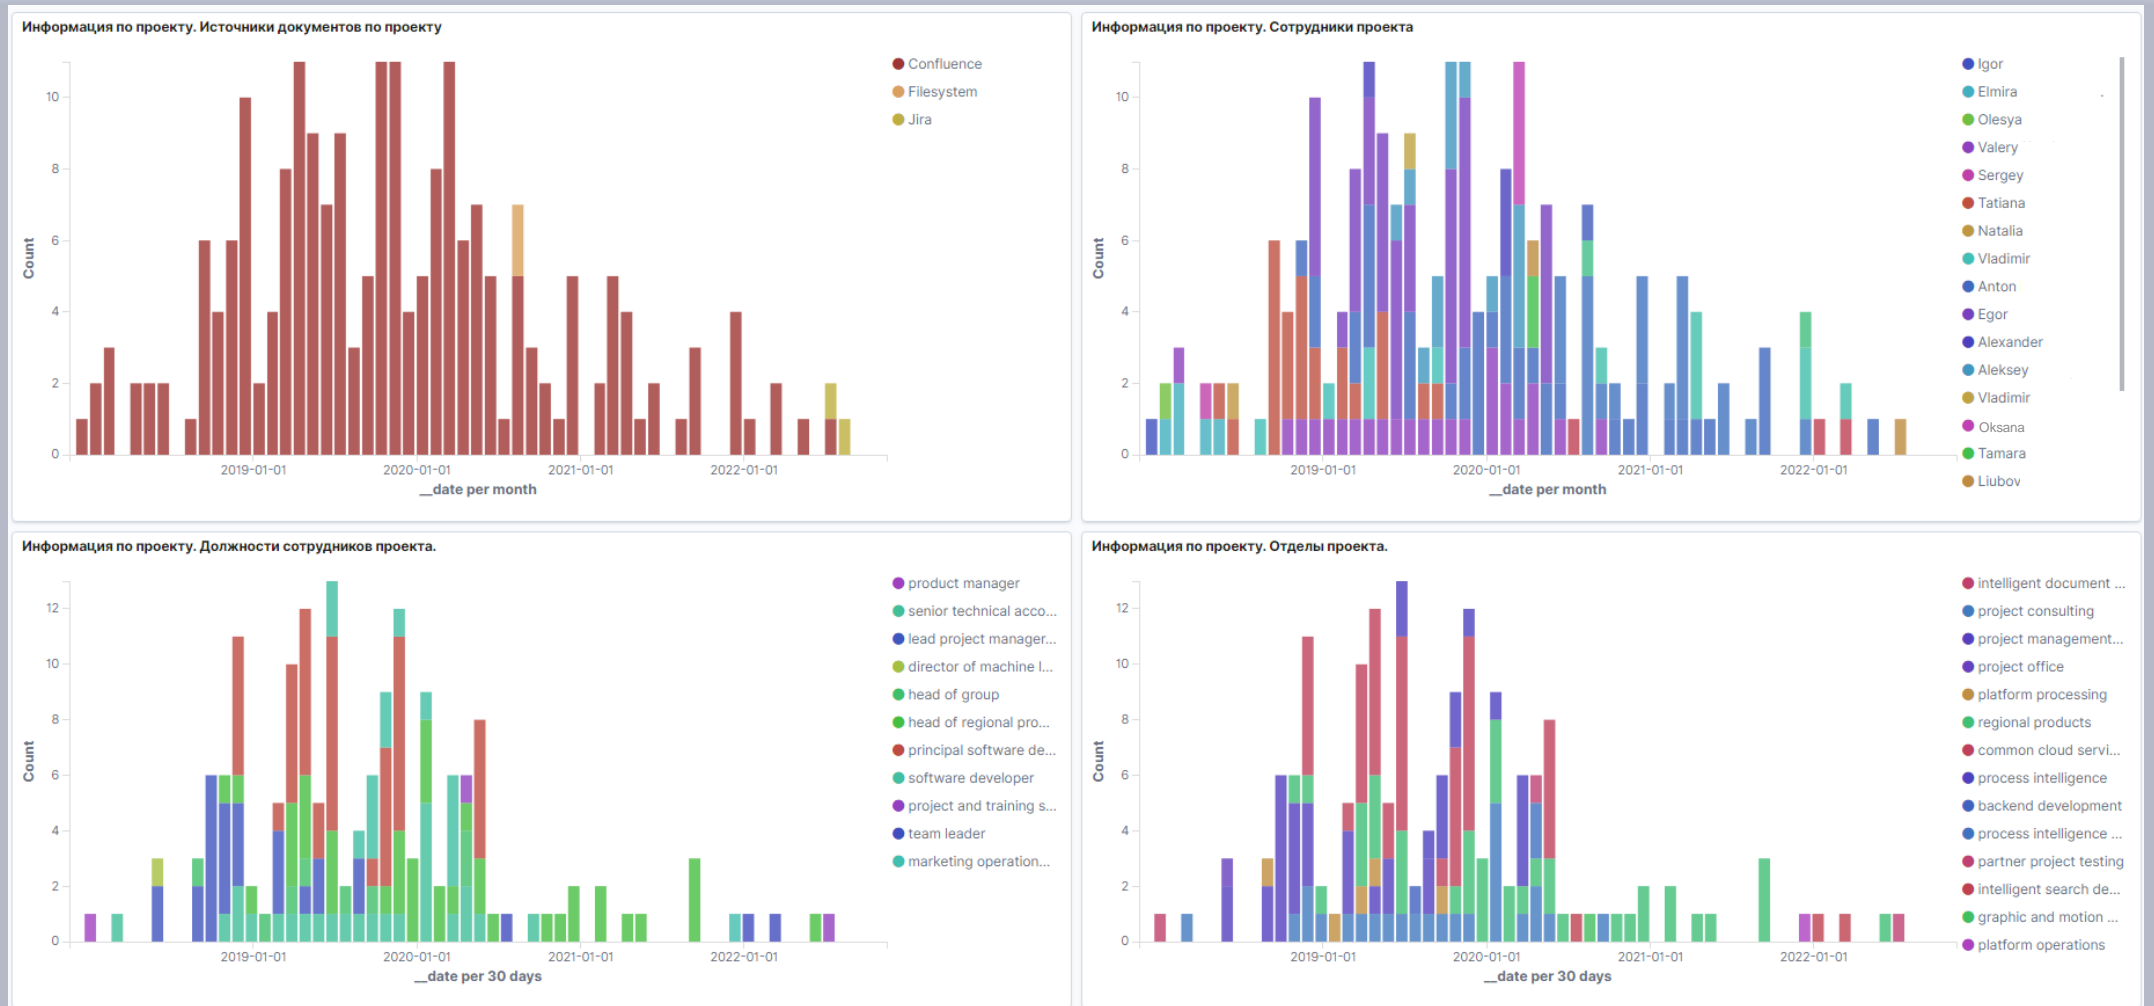 Информация по проекту. Источники документов по проекту
Count
10
8
6
4
2
0
2019-01-01
2020-01-01
2021-01-01
2022-01-01
__date per month
Confluence
Filesystem
Jira
Информация по проекту. Сотрудники проекта
Count
10
8
6
4
2
0
2019-01-01
2020-01-01
2021-01-01
2022-01-01
__date per month
Igor
Elmira
Olesya
Valery
Sergey
Tatiana
Natalia
Vladimir
Anton
Egor
Alexander
Aleksey
Vladimir
Oksana
Tamara
Liubov
Информация по проекту. Должности сотрудников проекта.
Count
12
10
8
6
4
2
0
2019-01-01
2020-01-01
2021-01-01
2022-01-01
__date per 30 days
product manager
senior technical acco...
lead project manager...
director of machine l...
head of group
head of regional pro...
principal software de...
software developer
project and training s...
team leader
marketing operation...
Информация по проекту. Отделы проекта.
Count
12
10
8
6
4
2
0
2019-01-01
2020-01-01
2021-01-01
2022-01-01
__date per 30 days
intelligent document ...
project consulting
project management...
project office
platform processing
regional products
common cloud servi...
process intelligence
backend development
process intelligence ...
partner project testing
intelligent search de...
graphic and motion ...
platform operations